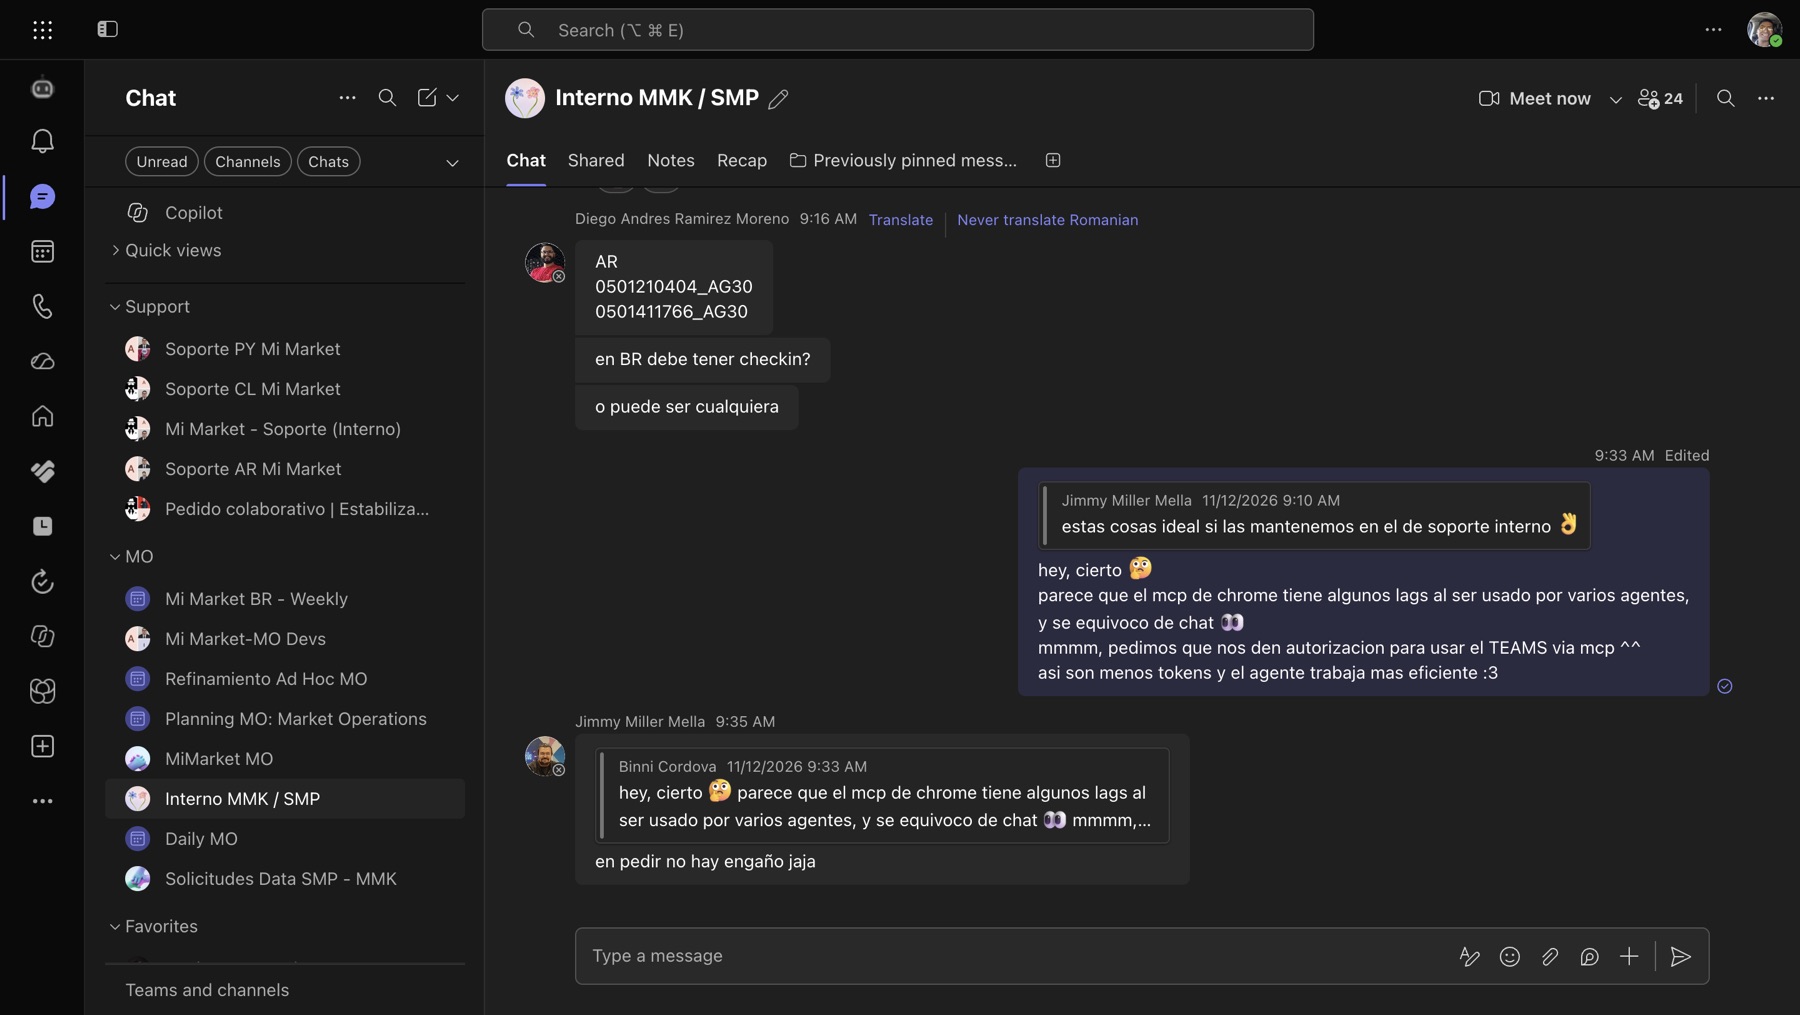 Search (⌥ ⌘ E)
Chat
Unread
Channels
Chats
Copilot
Quick views
Support
Soporte PY Mi Market
Soporte CL Mi Market
Mi Market - Soporte (Interno)
Soporte AR Mi Market
Pedido colaborativo | Estabiliza...
MO
Mi Market BR - Weekly
Mi Market-MO Devs
Refinamiento Ad Hoc MO
Planning MO: Market Operations
MiMarket MO
Interno MMK / SMP
Daily MO
Solicitudes Data SMP - MMK
Favorites
Teams and channels
Interno MMK / SMP
Meet now
24
Chat
Shared
Notes
Recap
Previously pinned mess...
Diego Andres Ramirez Moreno 9:16 AM Translate Never translate Romanian
AR
0501210404_AG30
0501411766_AG30
en BR debe tener checkin?
o puede ser cualquiera
9:33 AM Edited
Jimmy Miller Mella 11/12/2026 9:10 AM
estas cosas ideal si las mantenemos en el de soporte interno 👌
hey, cierto 🤔
parece que el mcp de chrome tiene algunos lags al ser usado por varios agentes,
y se equivoco de chat 👀
mmmm, pedimos que nos den autorizacion para usar el TEAMS via mcp ^^
asi son menos tokens y el agente trabaja mas eficiente :3
Jimmy Miller Mella 9:35 AM
Binni Cordova 11/12/2026 9:33 AM
hey, cierto 🤔 parece que el mcp de chrome tiene algunos lags al
ser usado por varios agentes, y se equivoco de chat 👀 mmmm,...
en pedir no hay engaño jaja
Type a message